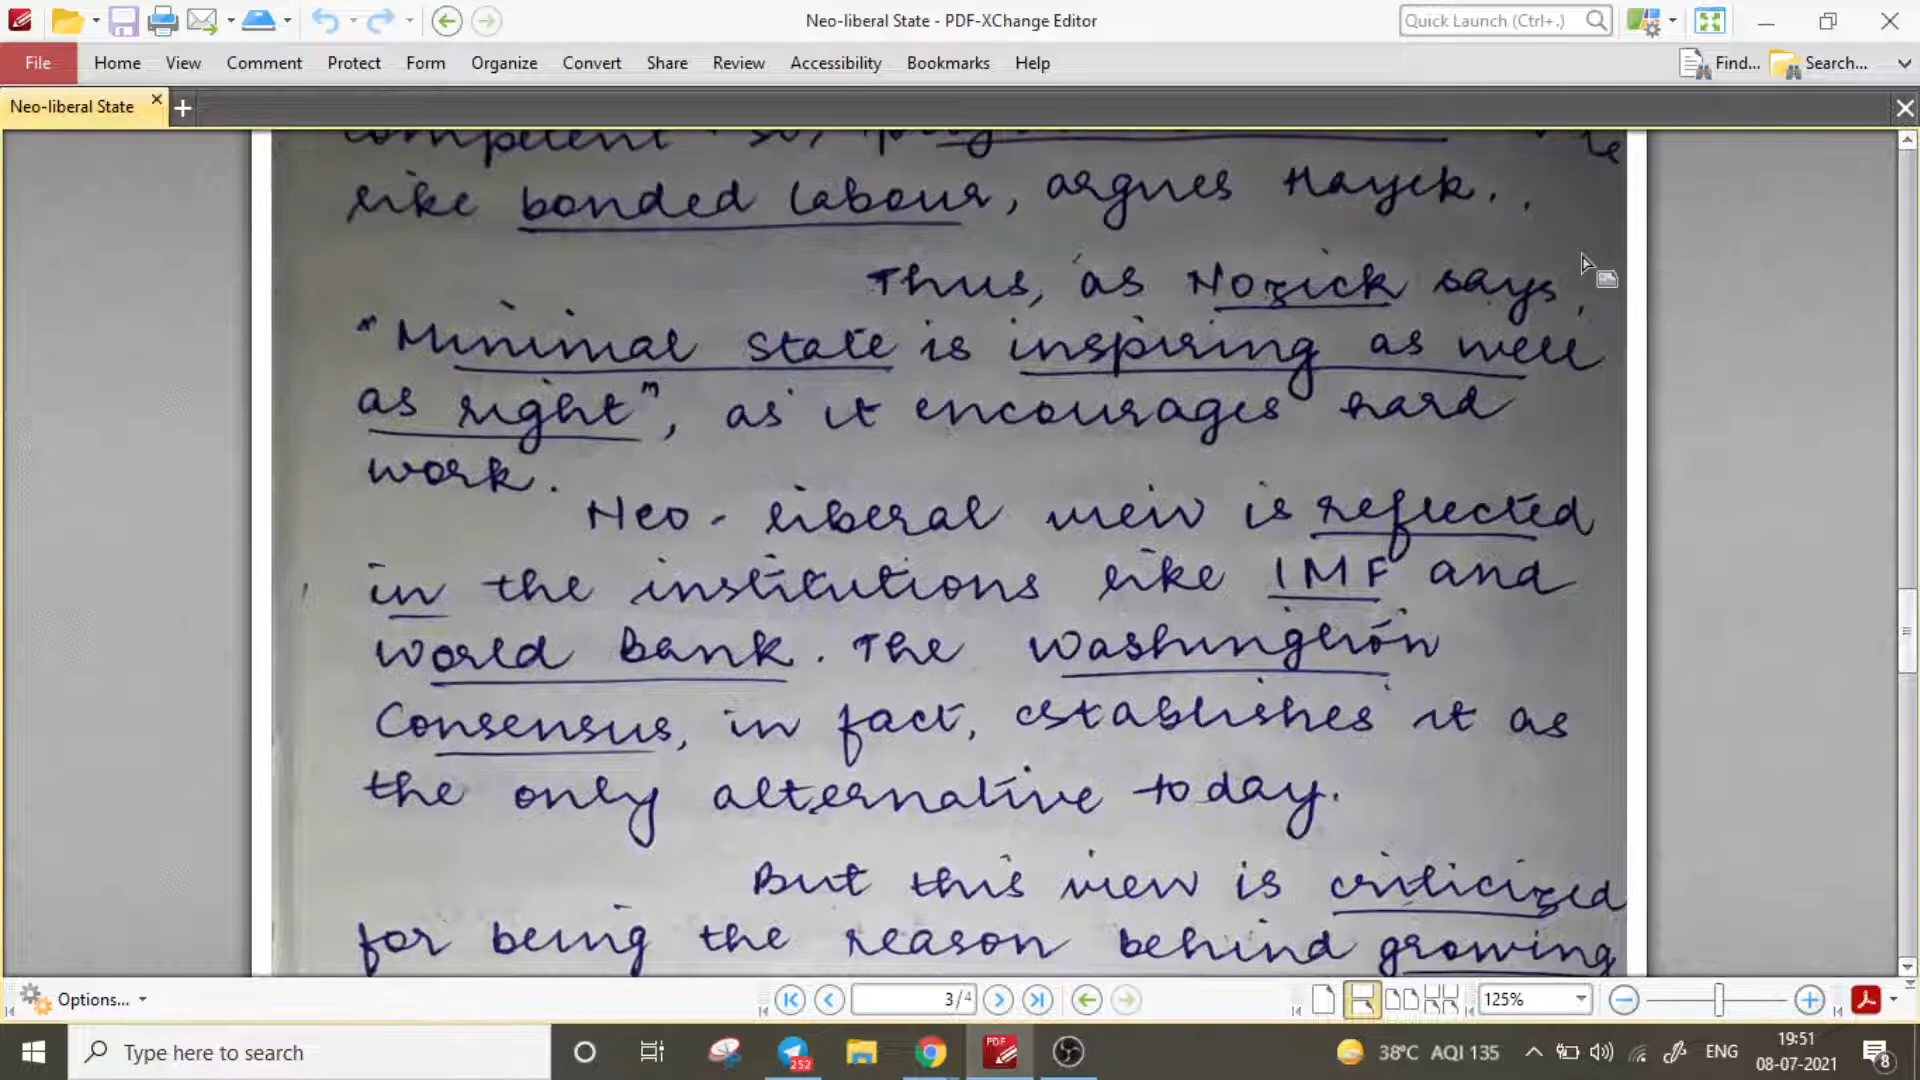 Neo-liberal State - PDF-XChange Editor
Quick Launch (Ctrl+.)
File Home View Comment Protect Form Organize Convert Share Review Accessibility Bookmarks Help
Find... Search...
Neo-liberal State
competent so,
like bonded labour, argues Hayek.
Thus, as Nozick says,
"Minimal state is inspiring as well
as right", as it encourages hard
work.
Neo-liberal view is reflected
in the institutions like IMF and
World Bank. The Washington
Consensus, in fact, establishes it as
the only alternative today.
But this view is criticized
for being the reason behind growing
Options...
3/4
125%
Type here to search
PDF
252
38°C AQI 135
ENG
19:51
08-07-2021
8